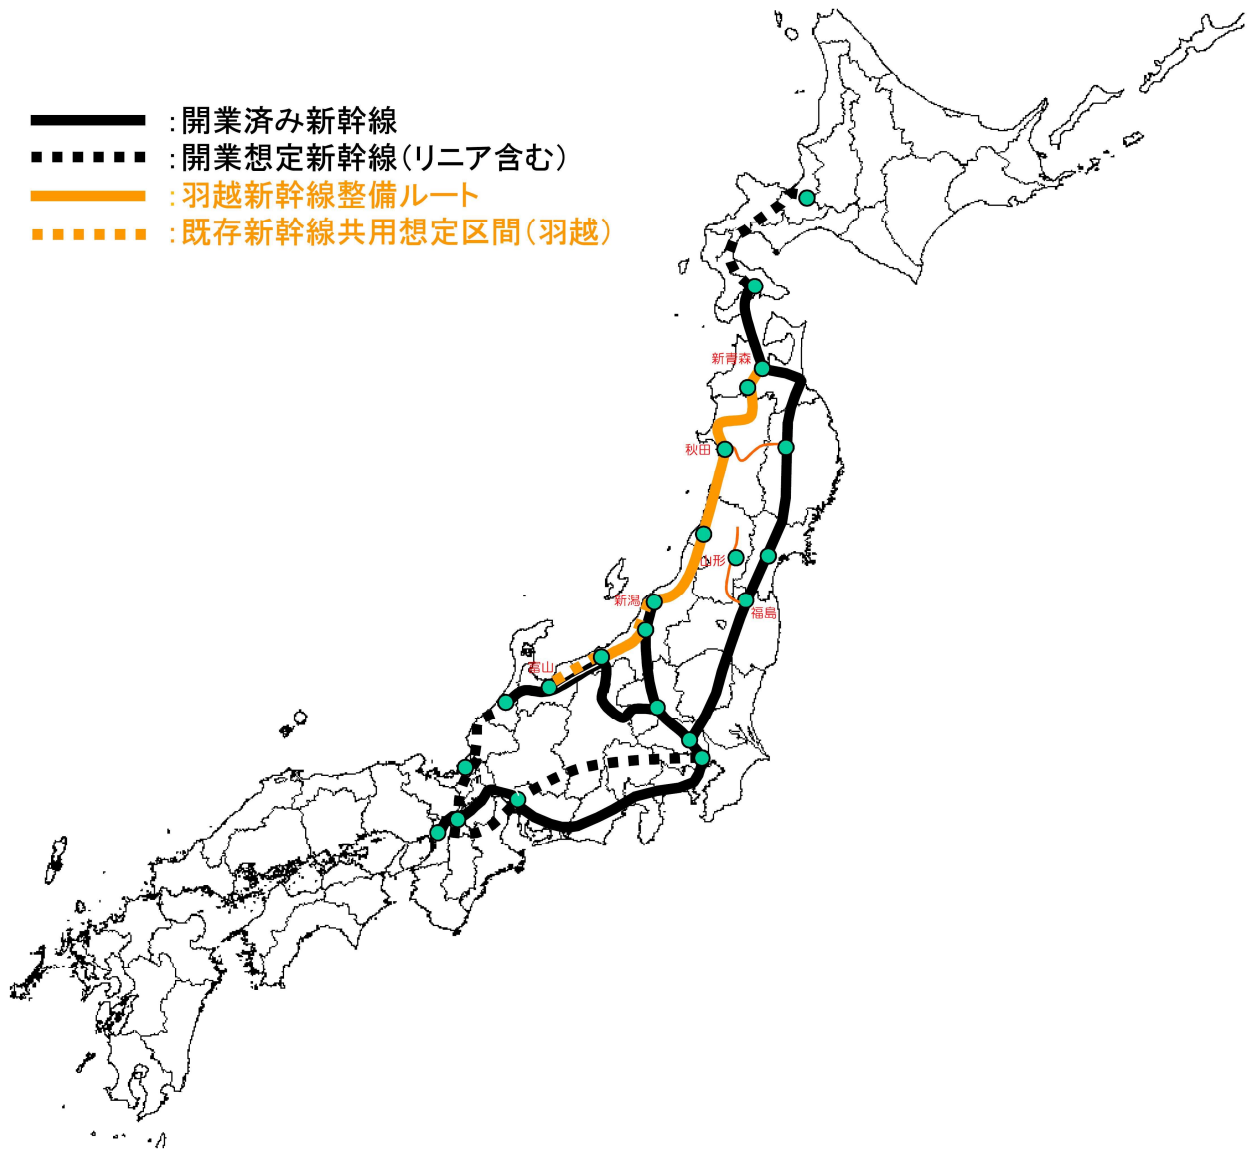 :開業済み新幹線
:開業想定新幹線(リニア含む)
:羽越新幹線整備ルート
:既存新幹線共用想定区間(羽越)
新青森
秋田
山形
新潟
福島
富山